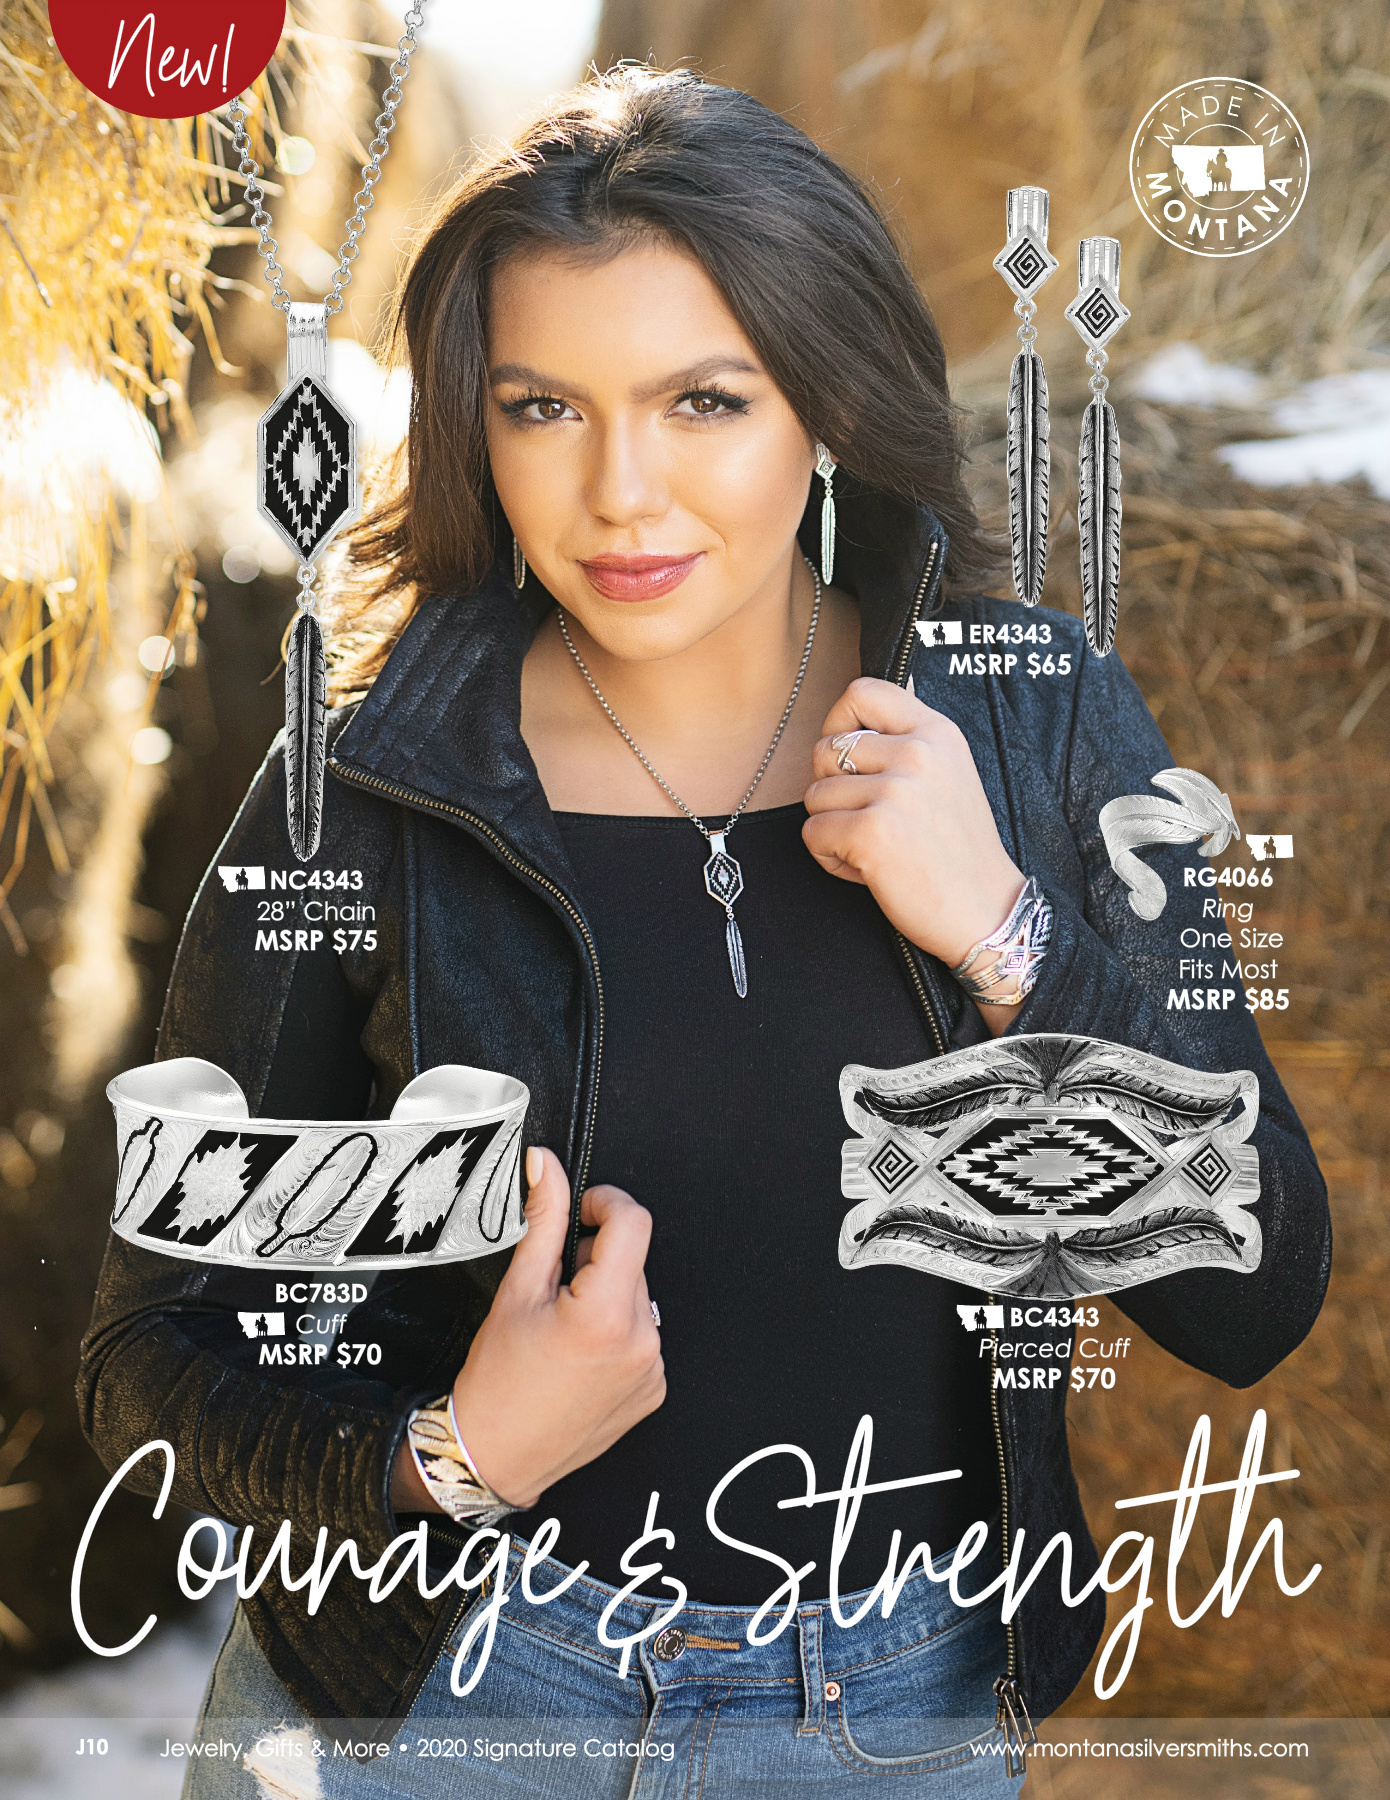 New!
MADE IN
MONTANA
ER4343
MSRP $65
NC4343
28” Chain
MSRP $75
RG4066
Ring
One Size
Fits Most
MSRP $85
BC783D
Cuff
MSRP $70
BC4343
Pierced Cuff
MSRP $70
Courage & Strength
J10
Jewelry, Gifts & More • 2020 Signature Catalog
www.montanasilversmiths.com